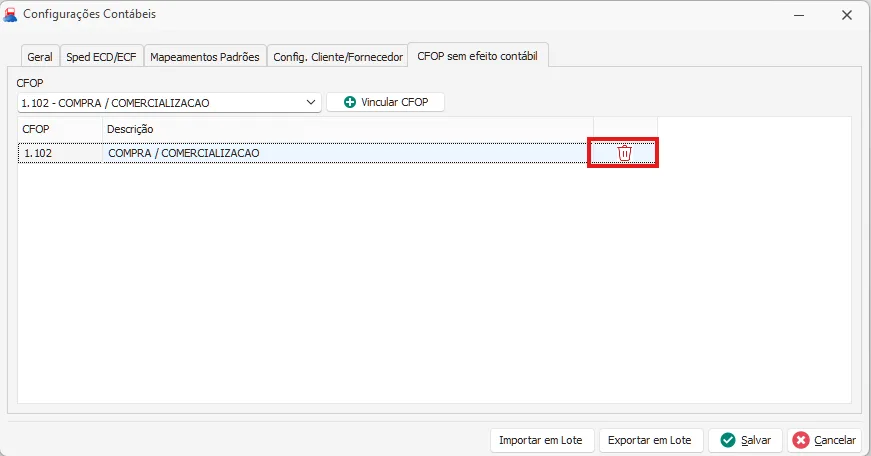 Configurações Contábeis
Geral Sped ECD/ECF Mapeamentos Padrões Config. Cliente/Fornecedor CFOP sem efeito contábil
CFOP
1.102 - COMPRA / COMERCIALIZACAO Vincular CFOP
CFOP Descrição
1.102 COMPRA / COMERCIALIZACAO
Importar em Lote Exportar em Lote Salvar Cancelar